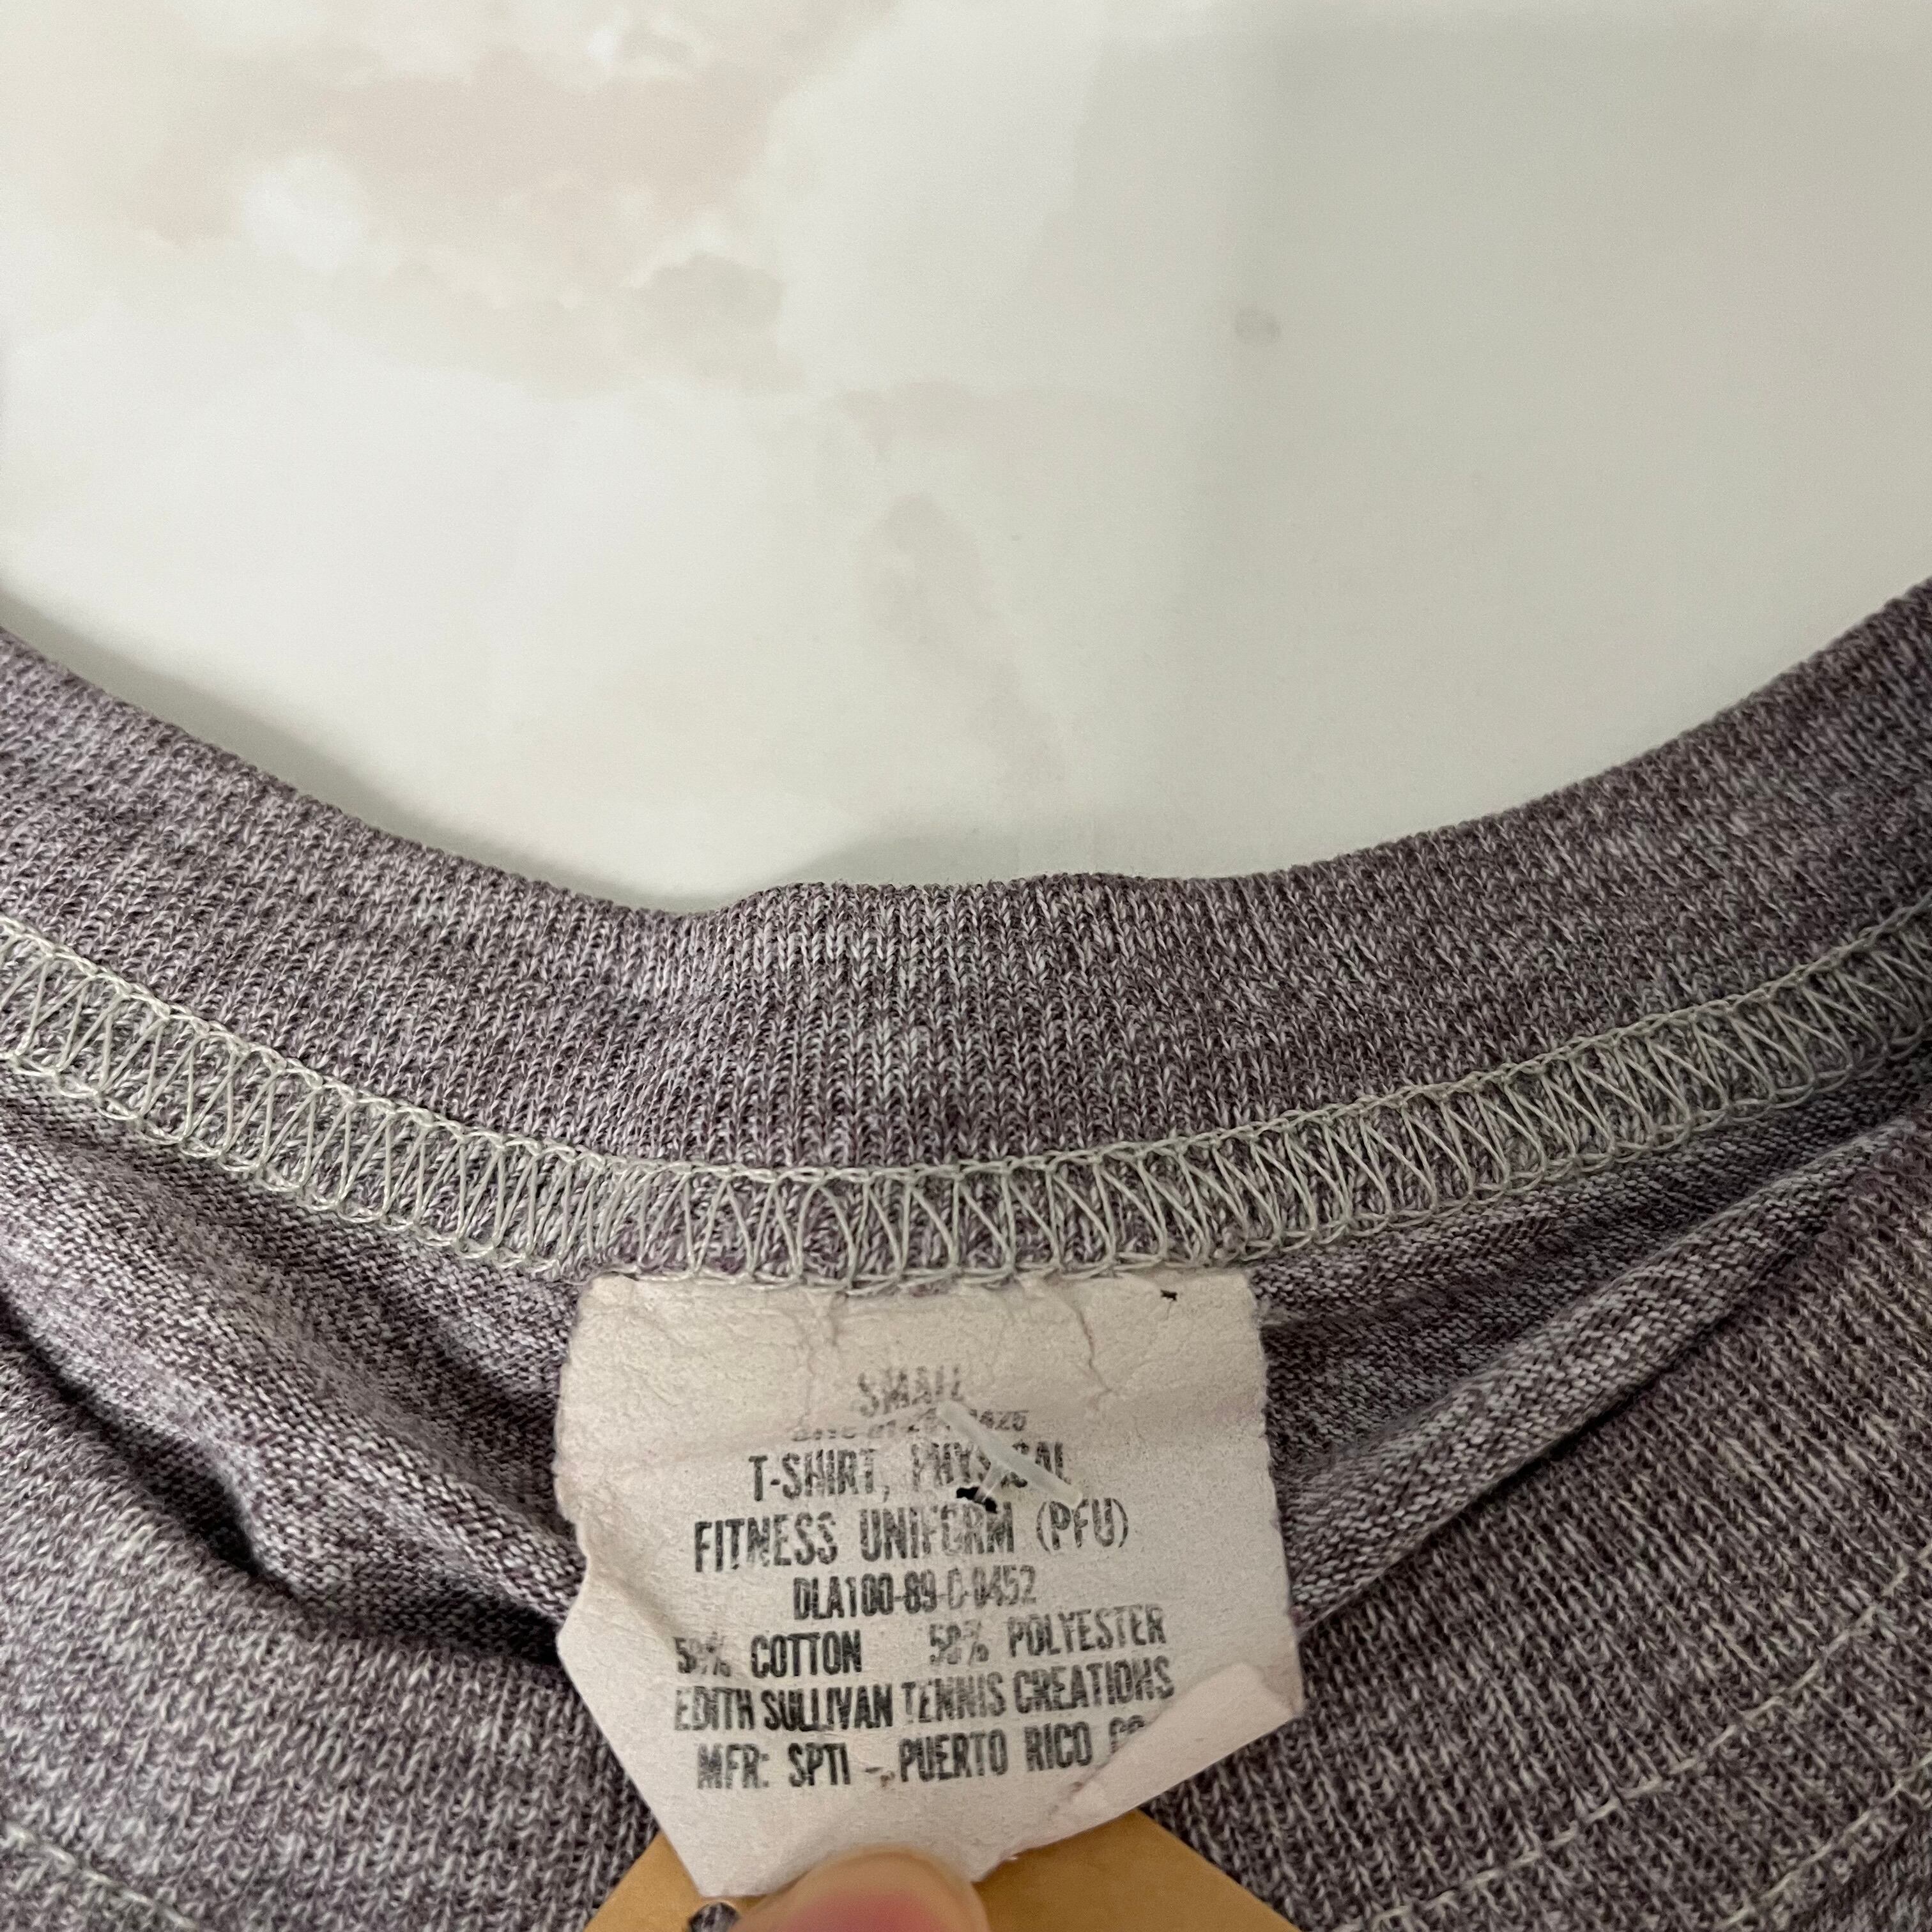 SMALL
T-SHIRT, PHYSICAL
FITNESS UNIFORM (PFU)
DLA100-89-C-0452
50% COTTON 50% POLYESTER
EDITH SULLIVAN TENNIS CREATIONS
MFR: SPTI - PUERTO RICO CO